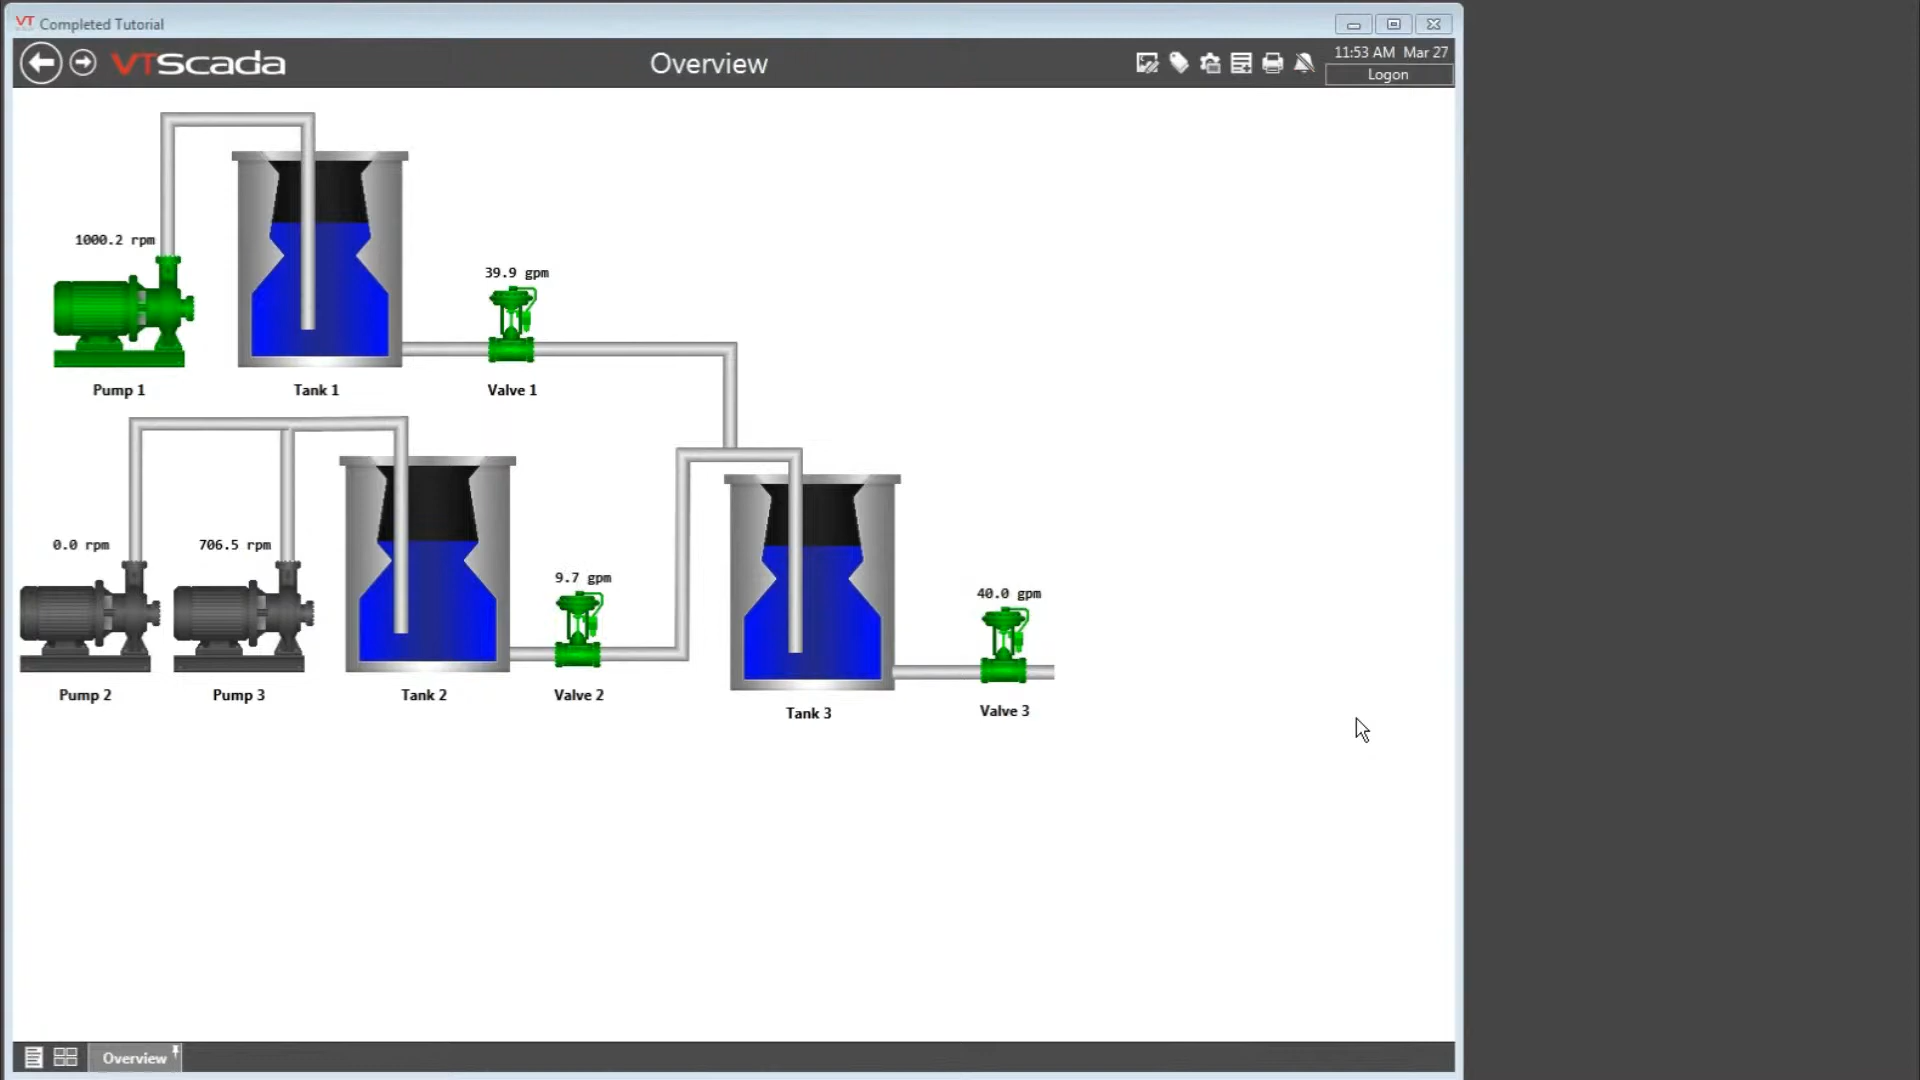 VT Completed Tutorial
VTScada
Overview
11:53 AM Mar 27
Logon
1000.2 rpm
39.9 gpm
Pump 1
Tank 1
Valve 1
0.0 rpm
706.5 rpm
9.7 gpm
40.0 gpm
Pump 2
Pump 3
Tank 2
Valve 2
Tank 3
Valve 3
Overview